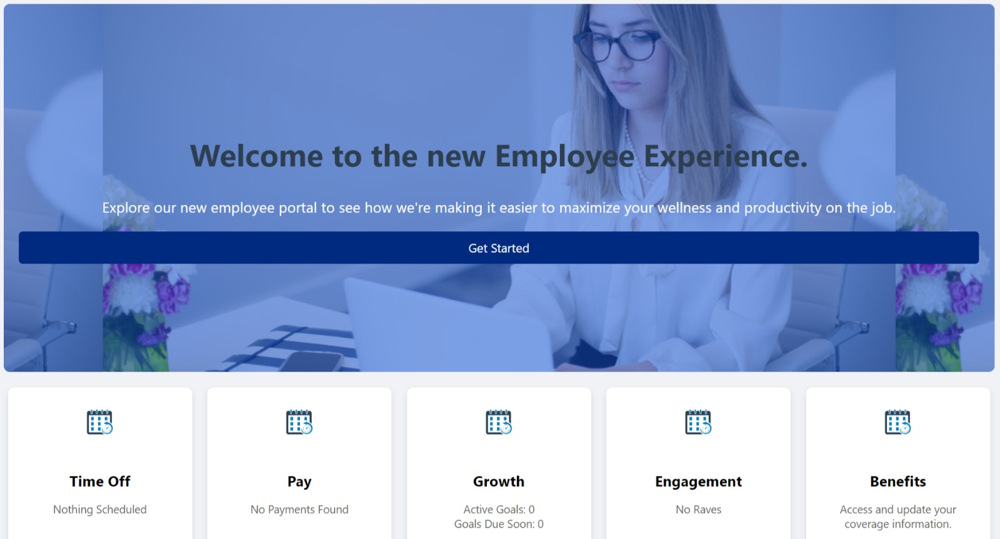 Welcome to the new Employee Experience.
Explore our new employee portal to see how we're making it easier to maximize your wellness and productivity on the job.
Get Started
Time Off
Nothing Scheduled
Pay
No Payments Found
Growth
Active Goals: 0
Goals Due Soon: 0
Engagement
No Raves
Benefits
Access and update your
coverage information.